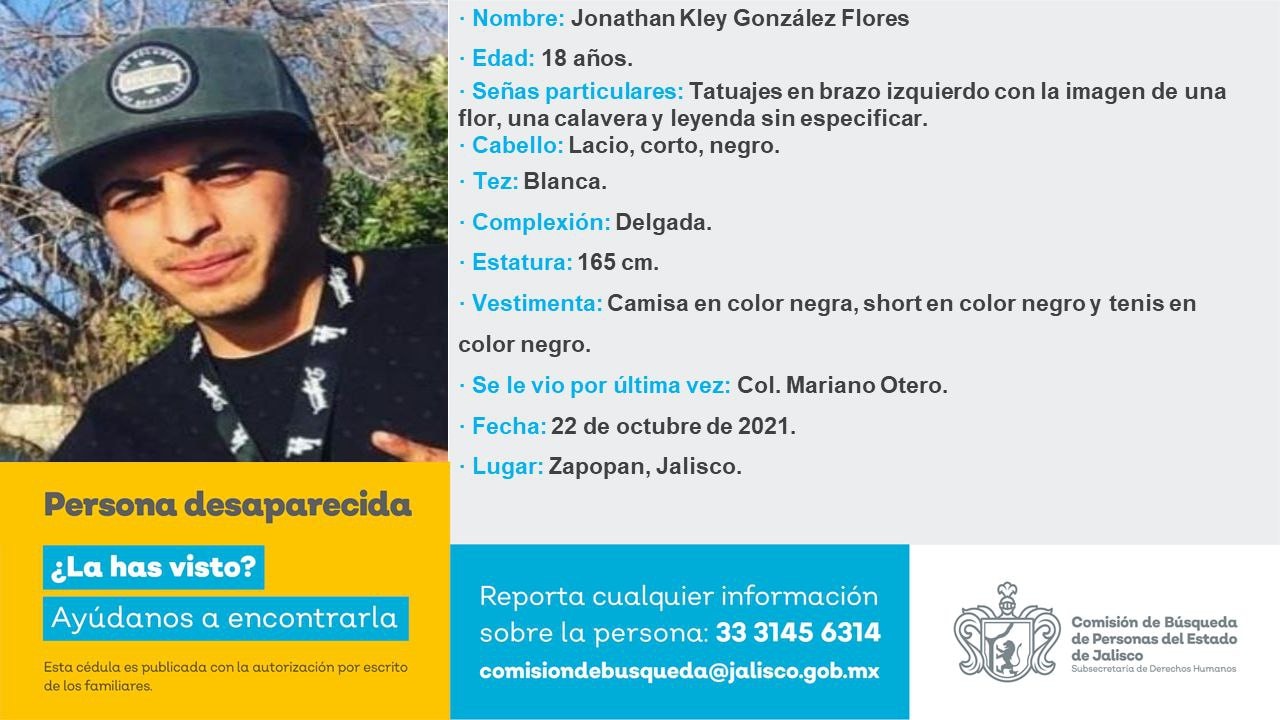 · Nombre: Jonathan Kley González Flores
· Edad: 18 años.
· Señas particulares: Tatuajes en brazo izquierdo con la imagen de una
flor, una calavera y leyenda sin especificar.
· Cabello: Lacio, corto, negro.
· Tez: Blanca.
· Complexión: Delgada.
· Estatura: 165 cm.
· Vestimenta: Camisa en color negra, short en color negro y tenis en
color negro.
· Se le vio por última vez: Col. Mariano Otero.
· Fecha: 22 de octubre de 2021.
· Lugar: Zapopan, Jalisco.
Persona desaparecida
¿La has visto?
Ayúdanos a encontrarla
Esta cédula es publicada con la autorización por escrito
de los familiares.
Reporta cualquier información
sobre la persona: 33 3145 6314
comisiondebusqueda@jalisco.gob.mx
Comisión de Búsqueda
de Personas del Estado
de Jalisco
Subsecretaría de Derechos Humanos